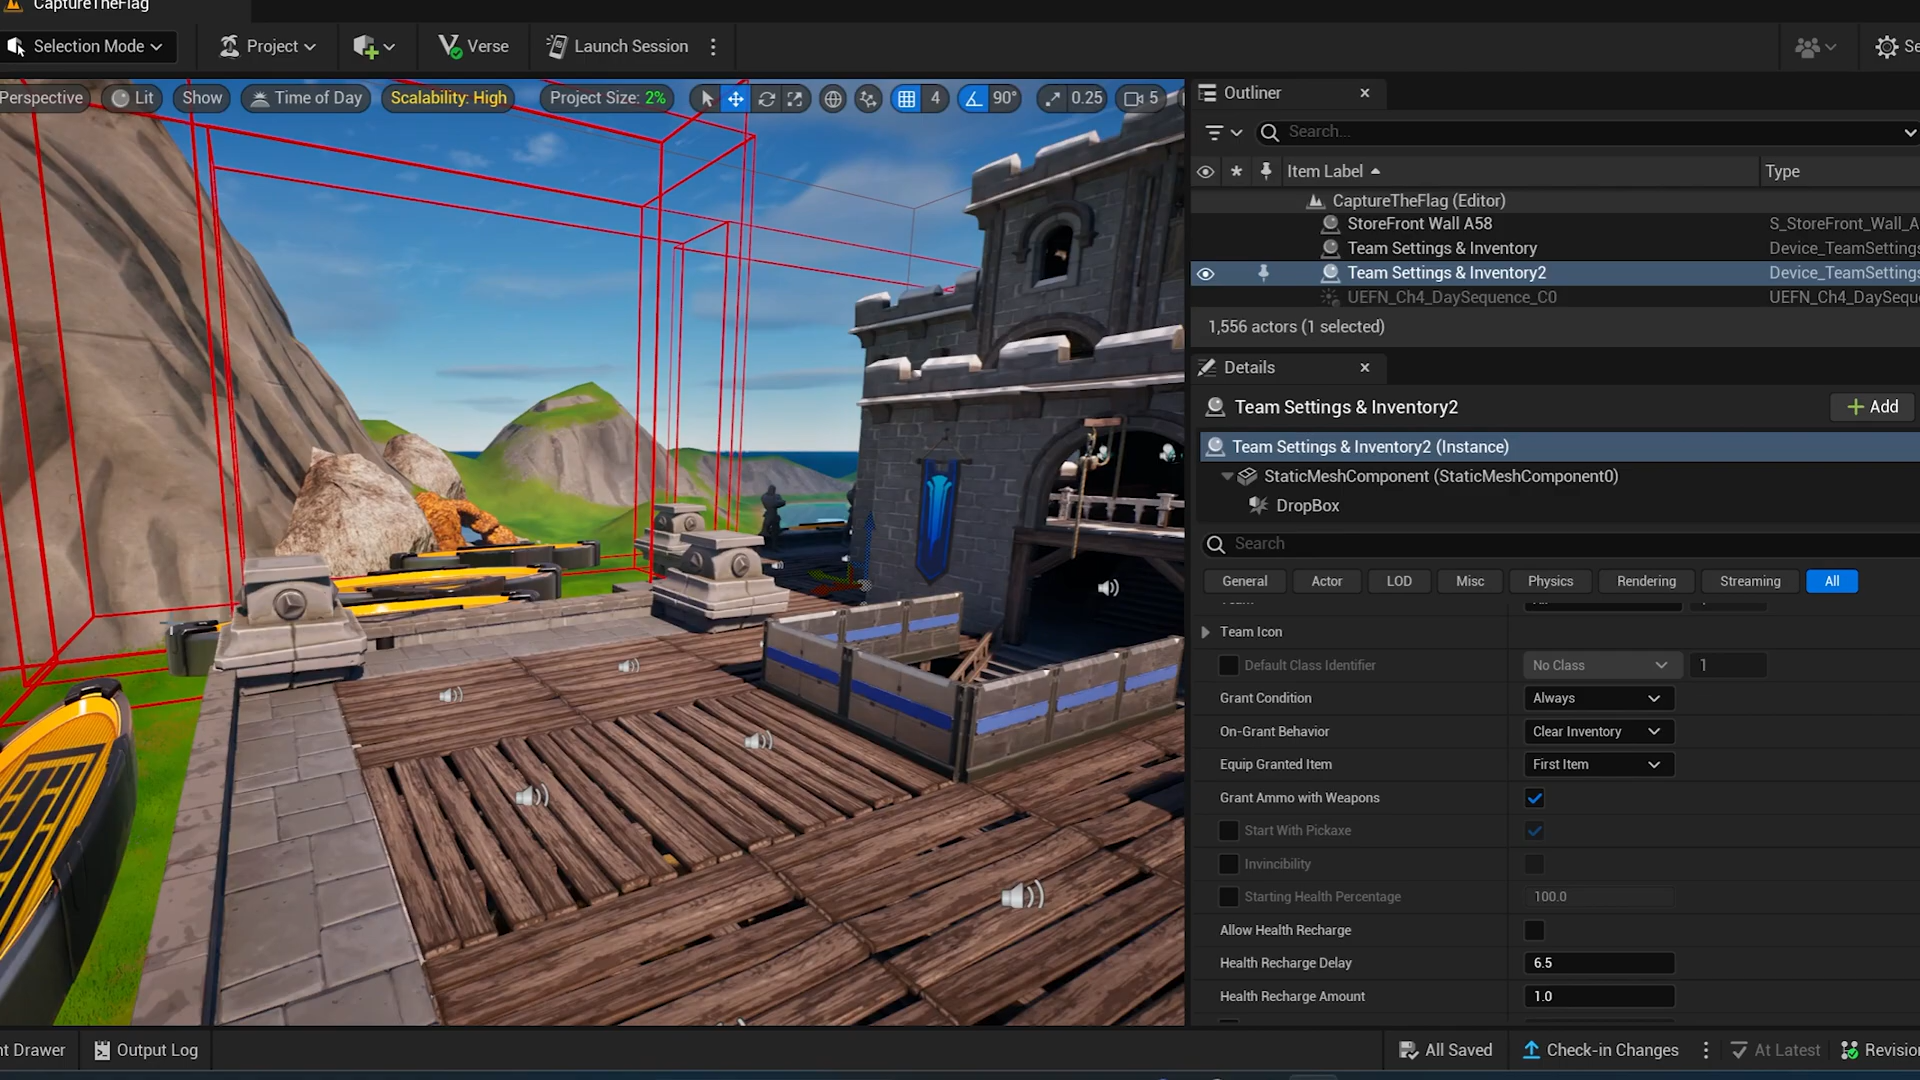 CaptureTheFlag
Selection Mode
Project
Verse
Launch Session
Perspective
Lit
Show
Time of Day
Scalability: High
Project Size: 2%
4
90°
0.25
5
Outliner
Search...
Item Label
Type
CaptureTheFlag (Editor)
StoreFront Wall A58
S_StoreFront_Wall_A
Team Settings & Inventory
Device_TeamSettings
Team Settings & Inventory2
Device_TeamSettings
UEFN_Ch4_DaySequence_C0
UEFN_Ch4_DaySequ
1,556 actors (1 selected)
Details
Team Settings & Inventory2
Add
Team Settings & Inventory2 (Instance)
StaticMeshComponent (StaticMeshComponent0)
DropBox
Search
General
Actor
LOD
Misc
Physics
Rendering
Streaming
All
Team Icon
Default Class Identifier
No Class
1
Grant Condition
Always
On-Grant Behavior
Clear Inventory
Equip Granted Item
First Item
Grant Ammo with Weapons
Start With Pickaxe
Invincibility
Starting Health Percentage
100.0
Allow Health Recharge
Health Recharge Delay
6.5
Health Recharge Amount
1.0
nt Drawer
Output Log
All Saved
Check-in Changes
At Latest
Revision